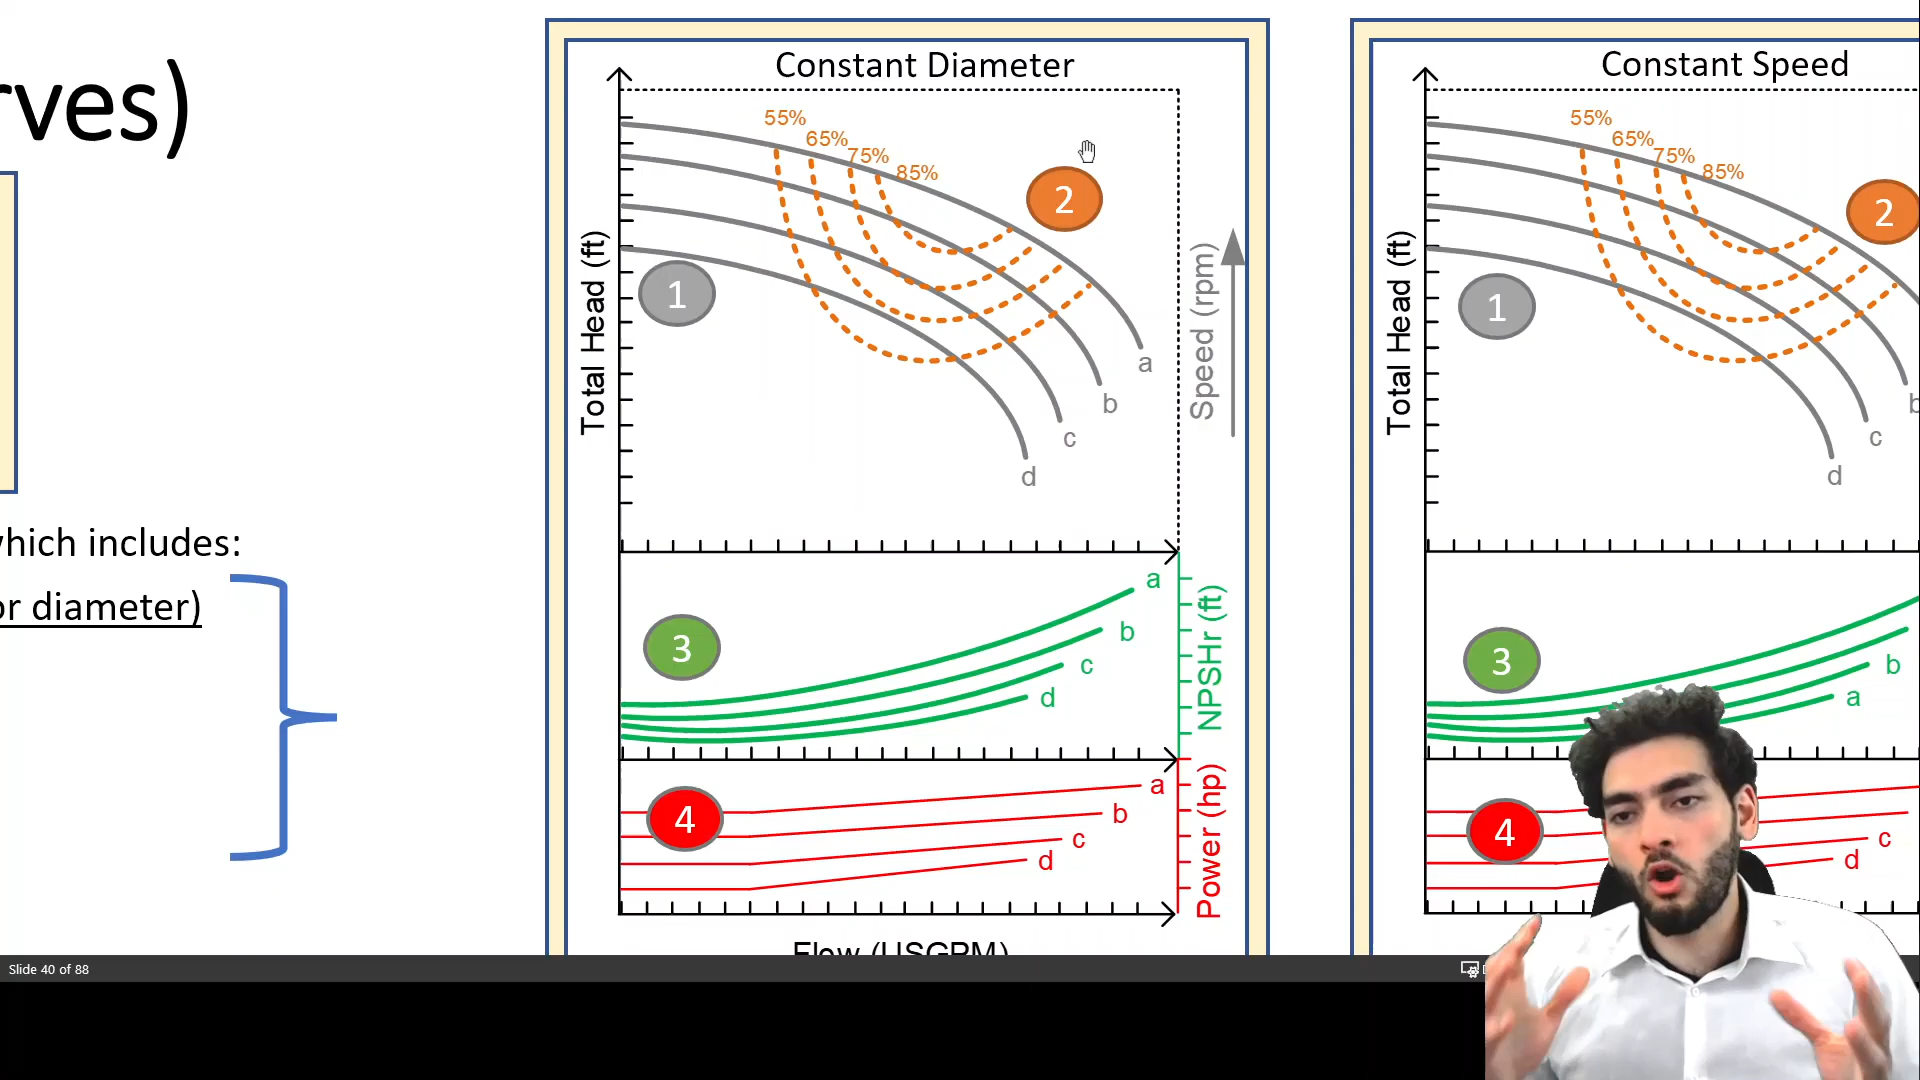 rves)
which includes:
or diameter)
Constant Diameter
55%
65%
75%
85%
2
1
Total Head (ft)
Speed (rpm)
a
b
c
d
3
a
b
c
d
NPSHr (ft)
4
a
b
c
d
Power (hp)
Flow (USGPM)
Constant Speed
55%
65%
75%
85%
2
1
Total Head (ft)
b
c
d
3
b
a
4
c
d
Slide 40 of 88